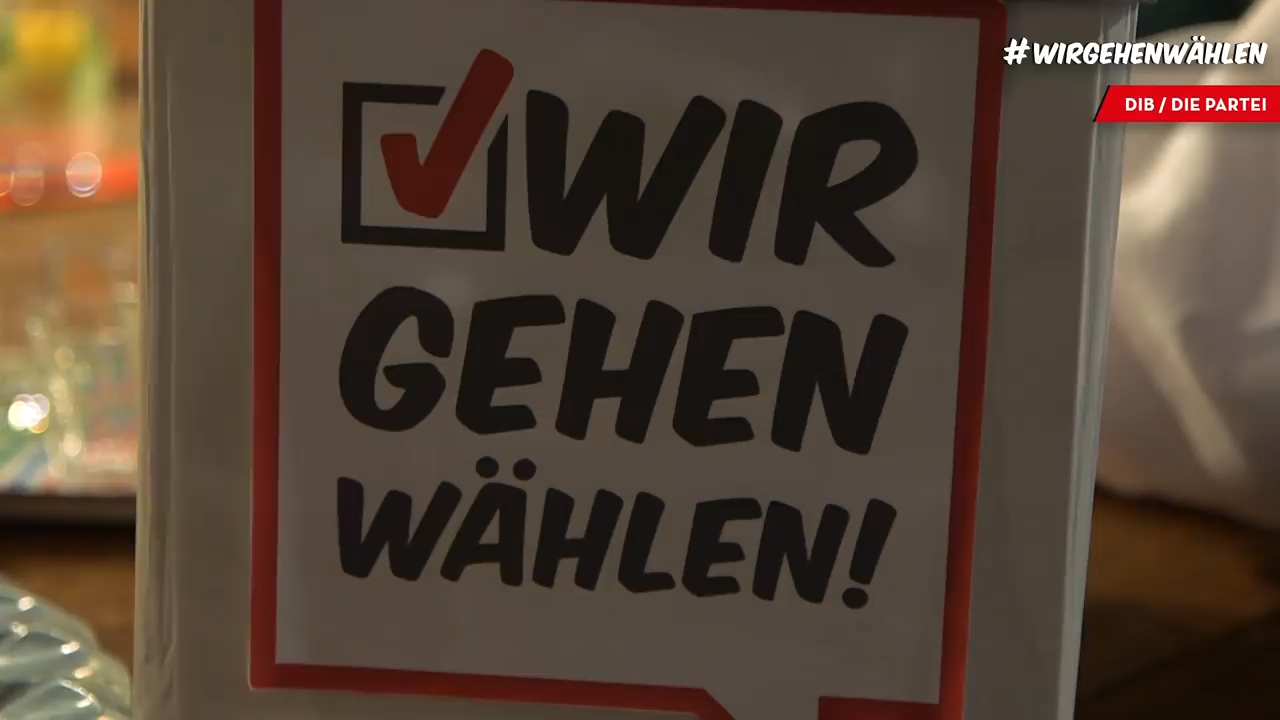 #WIRGEHENWÄHLEN
DIB / DIE PARTEI
WIR
GEHEN
WÄHLEN!